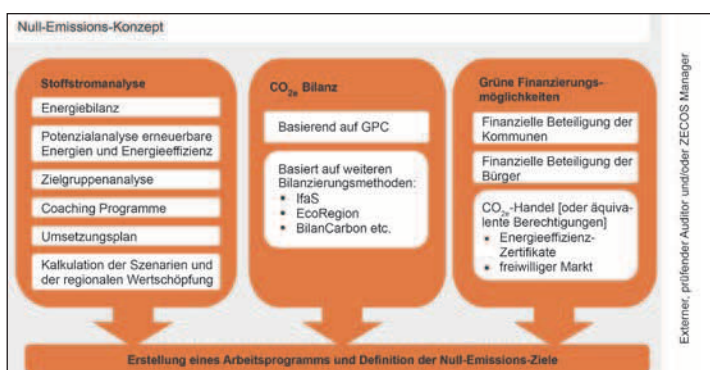 Null-Emissions-Konzept
Stoffstromanalyse
Energiebilanz
Potenzialanalyse erneuerbare
Energien und Energieeffizienz
Zielgruppenanalyse
Coaching Programme
Umsetzungsplan
Kalkulation der Szenarien und
der regionalen Wertschöpfung
CO2e Bilanz
Basierend auf GPC
Basiert auf weiteren
Bilanzierungsmethoden:
• IfaS
• EcoRegion
• BilanCarbon etc.
Grüne Finanzierungs-
möglichkeiten
Finanzielle Beteiligung der
Kommunen
Finanzielle Beteiligung der
Bürger
CO2e-Handel [oder äquiva-
lente Berechtigungen]
• Energieeffizienz-
Zertifikate
• freiwilliger Markt
Erstellung eines Arbeitsprogramms und Definition der Null-Emissions-Ziele
Externer, prüfender Auditor und/oder ZECOS Manager